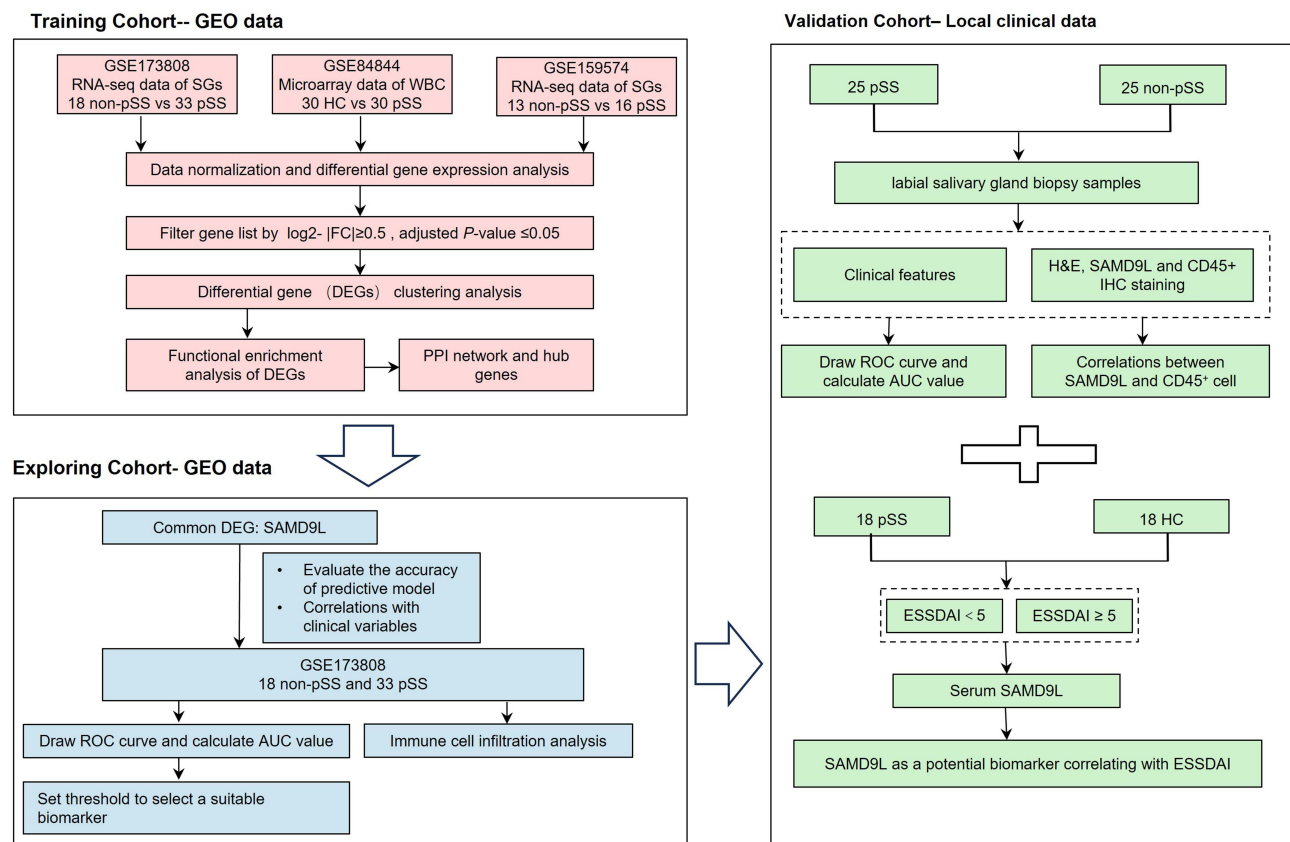 Training Cohort-- GEO data
GSE173808
RNA-seq data of SGs
18 non-pSS vs 33 pSS
GSE84844
Microarray data of WBC
30 HC vs 30 pSS
GSE159574
RNA-seq data of SGs
13 non-pSS vs 16 pSS
Data normalization and differential gene expression analysis
Filter gene list by log2- |FC|≥0.5 , adjusted P-value ≤0.05
Differential gene （DEGs） clustering analysis
Functional enrichment
analysis of DEGs
PPI network and hub
genes
Exploring Cohort- GEO data
Common DEG: SAMD9L
• Evaluate the accuracy
of predictive model
• Correlations with
clinical variables
GSE173808
18 non-pSS and 33 pSS
Draw ROC curve and calculate AUC value
Immune cell infiltration analysis
Set threshold to select a suitable
biomarker
Validation Cohort– Local clinical data
25 pSS
25 non-pSS
labial salivary gland biopsy samples
Clinical features
H&E, SAMD9L and CD45+
IHC staining
Draw ROC curve and
calculate AUC value
Correlations between
SAMD9L and CD45⁺ cell
18 pSS
18 HC
ESSDAI < 5
ESSDAI ≥ 5
Serum SAMD9L
SAMD9L as a potential biomarker correlating with ESSDAI